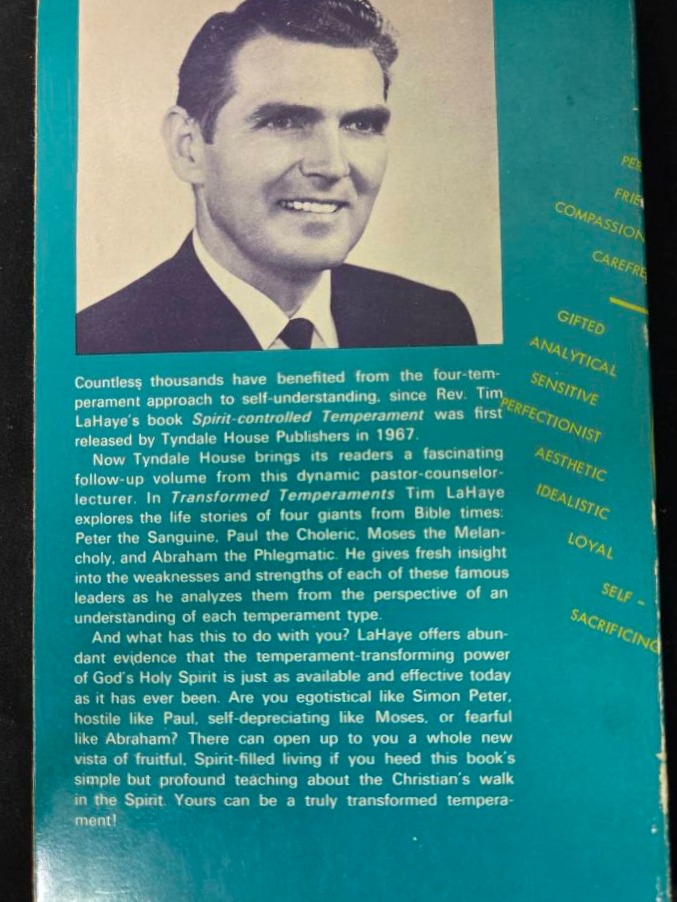 Countless thousands have benefited from the four-tem-
perament approach to self-understanding, since Rev. Tim
LaHaye's book Spirit-controlled Temperament was first
released by Tyndale House Publishers in 1967.
Now Tyndale House brings its readers a fascinating
follow-up volume from this dynamic pastor-counselor-
lecturer. In Transformed Temperaments Tim LaHaye
explores the life stories of four giants from Bible times:
Peter the Sanguine, Paul the Choleric, Moses the Melan-
choly, and Abraham the Phlegmatic. He gives fresh insight
into the weaknesses and strengths of each of these famous
leaders as he analyzes them from the perspective of an
understanding of each temperament type.
And what has this to do with you? LaHaye offers abun-
dant evidence that the temperament-transforming power
of God's Holy Spirit is just as available and effective today
as it has ever been. Are you egotistical like Simon Peter,
hostile like Paul, self-depreciating like Moses, or fearful
like Abraham? There can open up to you a whole new
vista of fruitful, Spirit-filled living if you heed this book's
simple but profound teaching about the Christian's walk
in the Spirit. Yours can be a truly transformed tempera-
ment!
COMPASSION
CAREFRE
GIFTED
ANALYTICAL
SENSITIVE
PERFECTIONIST
AESTHETIC
IDEALISTIC
LOYAL
SELF -
SACRIFICING